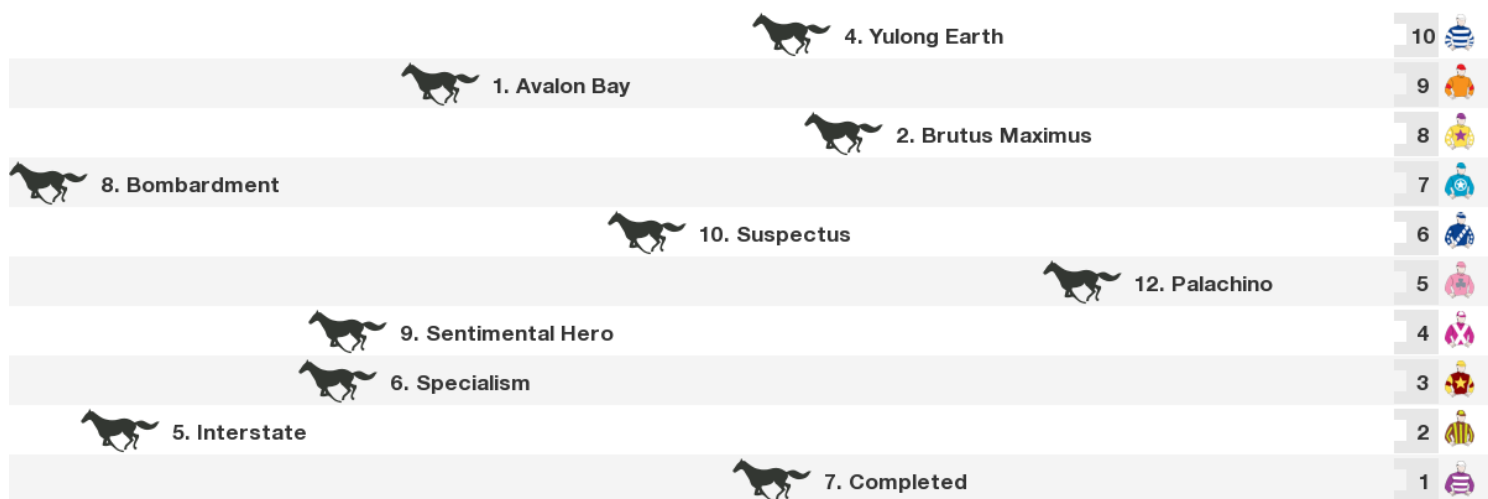 4. Yulong Earth 10
1. Avalon Bay 9
2. Brutus Maximus 8
8. Bombardment 7
10. Suspectus 6
12. Palachino 5
9. Sentimental Hero 4
6. Specialism 3
5. Interstate 2
7. Completed 1